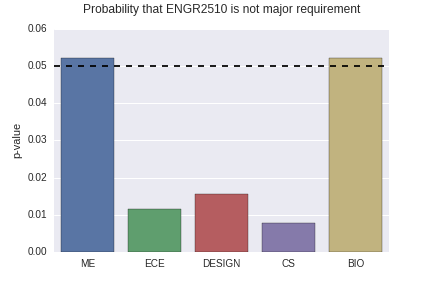 Probability that ENGR2510 is not major requirement
0.06
0.05
0.04
0.03
0.02
0.01
0.00
p-value
ME ECE DESIGN CS BIO